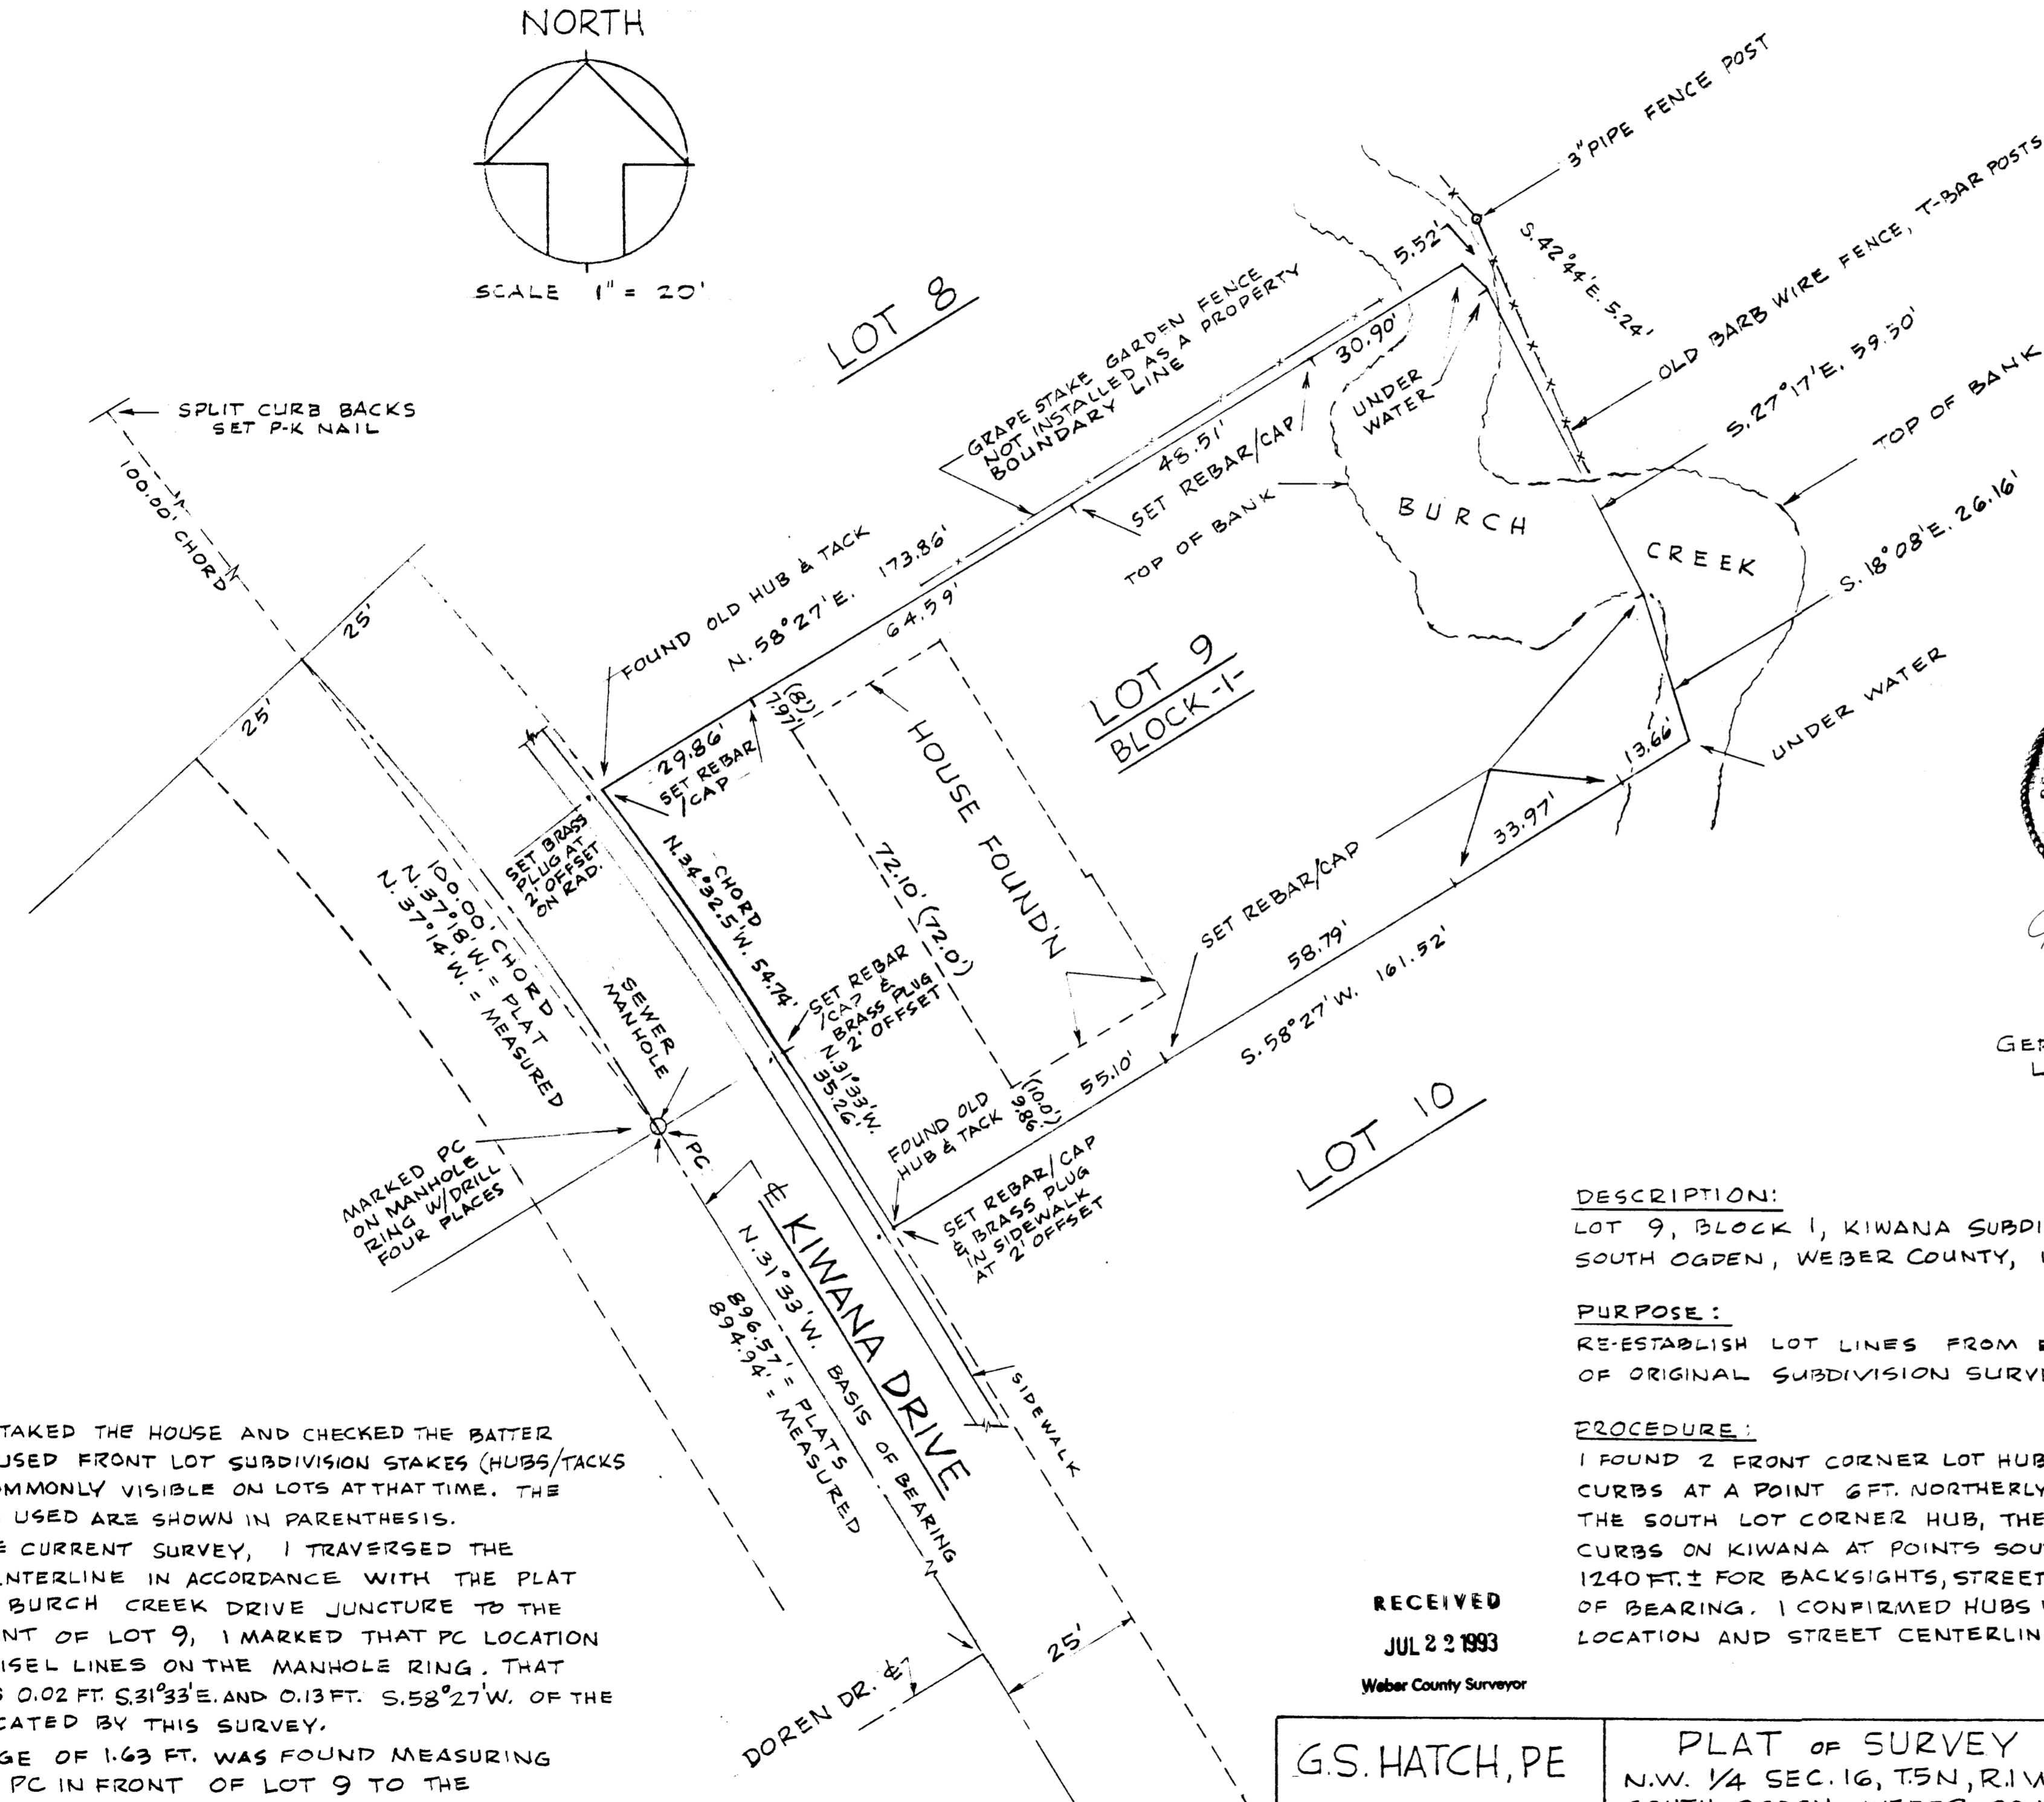 NORTH
SCALE 1" = 20'
SPLIT CURB BACKS
SET P-K NAIL
100.00' CHORD
25'
25'
LOT 8
FOUND OLD HUB & TACK
N. 58°27'E. 173.86'
64.59'
GRAPE STAKE GARDEN FENCE
NOT INSTALLED AS A PROPERTY
BOUNDARY LINE
48.51'
SET REBAR/CAP
TOP OF BANK
30.90'
5.52'
UNDER
WATER
3" PIPE FENCE POST
S. 42°44'E. 5.24'
OLD BARB WIRE FENCE, T-BAR POSTS
S. 27°17'E. 59.50'
TOP OF BANK
S. 18°08'E. 26.16'
BURCH
CREEK
UNDER WATER
LOT 9
BLOCK -1-
29.86'
SET REBAR
/CAP
(8')
7.97'
HOUSE FOUND'N
72.10' (72.0')
CHORD
N. 34°32.5'W. 54.74'
SET BRASS
PLUG AT
2' OFFSET
ON RAD.
100.00' CHORD
N. 37°18'W. = PLAT
N. 37°14'W. = MEASURED
SEWER
MANHOLE
SET REBAR
/CAP &
BRASS PLUG
2' OFFSET
N. 31°33'W.
35.26'
FOUND OLD
HUB & TACK
(10.0')
9.86'
55.10'
SET REBAR/CAP
58.79'
S. 58°27'W. 161.52'
33.97'
13.66'
LOT 10
MARKED PC
ON MANHOLE
RING W/DRILL
FOUR PLACES
PC
SET REBAR/CAP
& BRASS PLUG
IN SIDEWALK
AT 2' OFFSET
℄ KIWANA DRIVE
N. 31°33'W. BASIS OF BEARING
896.57' = PLATS
894.94' = MEASURED
SIDEWALK
25'
DOREN DR. ℄
TAKED THE HOUSE AND CHECKED THE BATTER
USED FRONT LOT SUBDIVISION STAKES (HUBS/TACKS
OMMONLY VISIBLE ON LOTS AT THAT TIME. THE
USED ARE SHOWN IN PARENTHESIS.
E CURRENT SURVEY, I TRAVERSED THE
ENTERLINE IN ACCORDANCE WITH THE PLAT
BURCH CREEK DRIVE JUNCTURE TO THE
NT OF LOT 9, I MARKED THAT PC LOCATION
ISEL LINES ON THE MANHOLE RING. THAT
S 0.02 FT. S.31°33'E. AND 0.13 FT. S.58°27'W. OF THE
CATED BY THIS SURVEY.
GE OF 1.63 FT. WAS FOUND MEASURING
PC IN FRONT OF LOT 9 TO THE
GER
L
DESCRIPTION:
LOT 9, BLOCK 1, KIWANA SUBDI
SOUTH OGDEN, WEBER COUNTY,
PURPOSE:
RE-ESTABLISH LOT LINES FROM
OF ORIGINAL SUBDIVISION SURVE
PROCEDURE:
I FOUND 2 FRONT CORNER LOT HUB
CURBS AT A POINT 6 FT. NORTHERLY
THE SOUTH LOT CORNER HUB, THE
CURBS ON KIWANA AT POINTS SOU
1240 FT.± FOR BACKSIGHTS, STREET
OF BEARING. I CONFIRMED HUBS
LOCATION AND STREET CENTERLIN
RECEIVED
JUL 22 1993
Weber County Surveyor
G.S. HATCH, PE
PLAT OF SURVEY
N.W. 1/4 SEC. 16, T.5N, R.1W